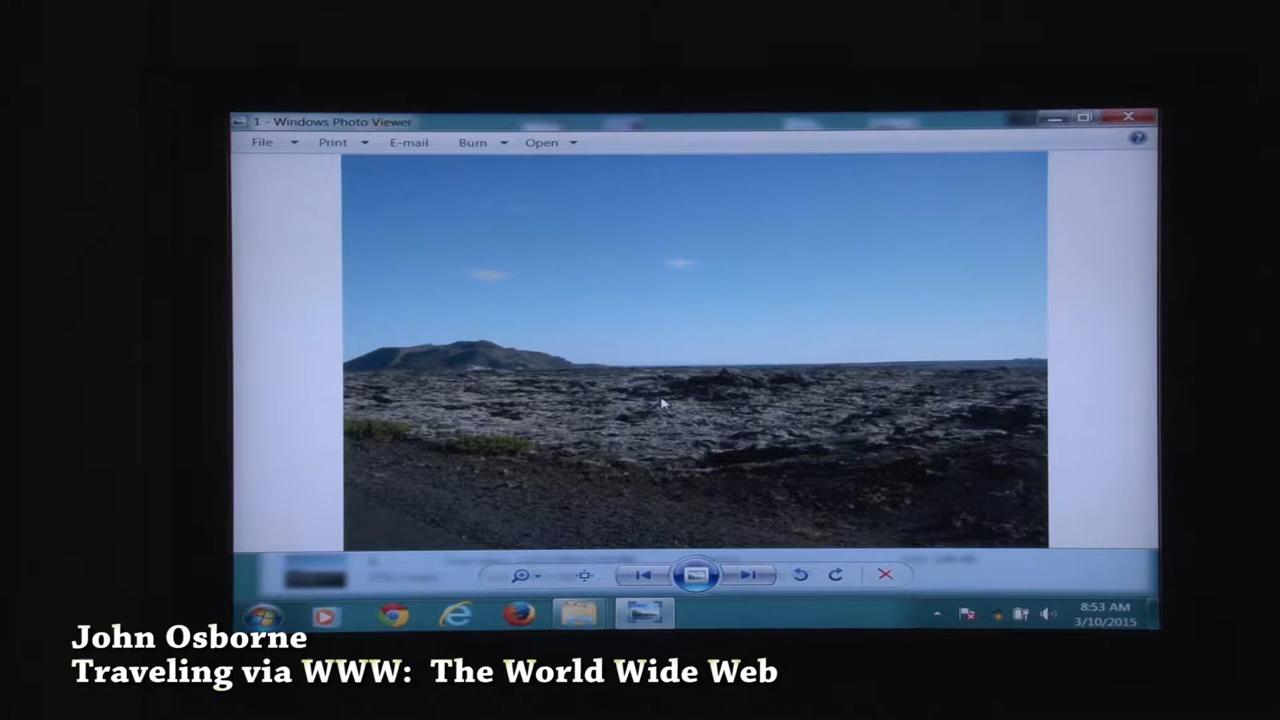 1 - Windows Photo Viewer
File Print E-mail Burn Open
8:53 AM
3/10/2015
John Osborne
Traveling via WWW: The World Wide Web